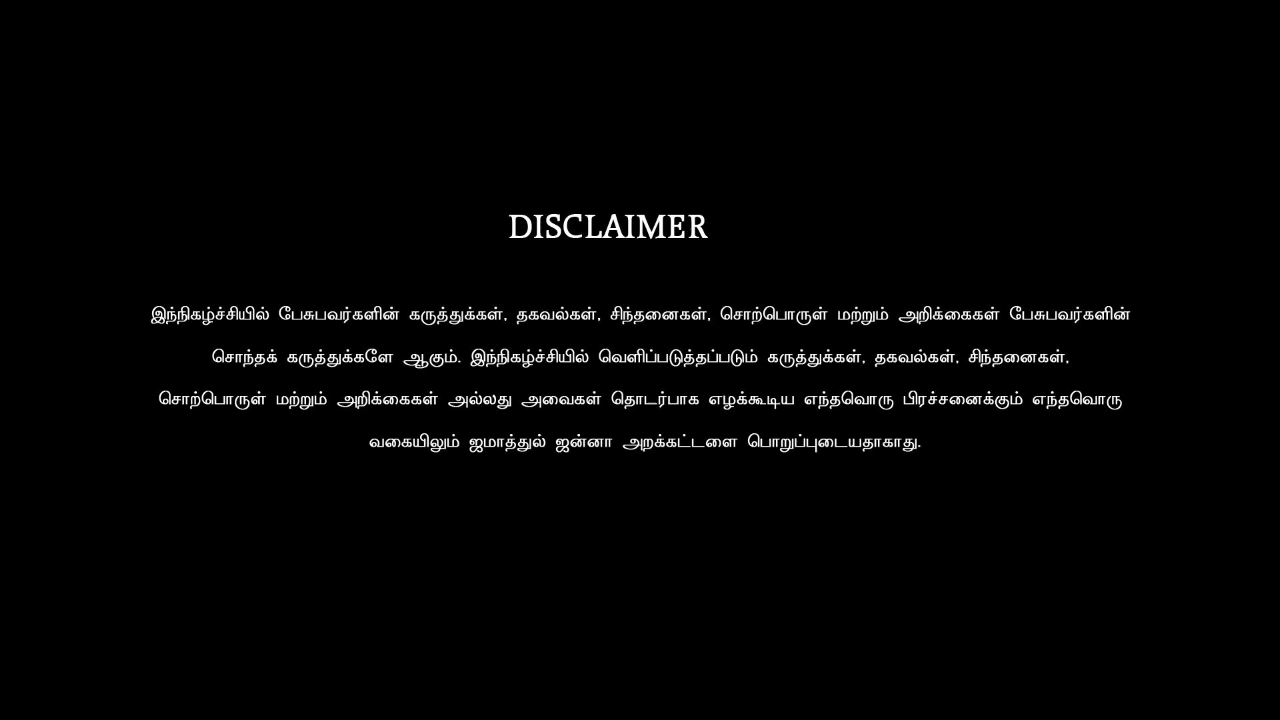 DISCLAIMER
இந்நிகழ்ச்சியில் பேசுபவர்களின் கருத்துக்கள், தகவல்கள், சிந்தனைகள், சொற்பொருள் மற்றும் அறிக்கைகள் பேசுபவர்களின்
சொந்தக் கருத்துக்களே ஆகும். இந்நிகழ்ச்சியில் வெளிப்படுத்தப்படும் கருத்துக்கள், தகவல்கள், சிந்தனைகள்,
சொற்பொருள் மற்றும் அறிக்கைகள் அல்லது அவைகள் தொடர்பாக எழக்கூடிய எந்தவொரு பிரச்சனைக்கும் எந்தவொரு
வகையிலும் ஜமாத்துல் ஜன்னா அறக்கட்டளை பொறுப்புடையதாகாது.